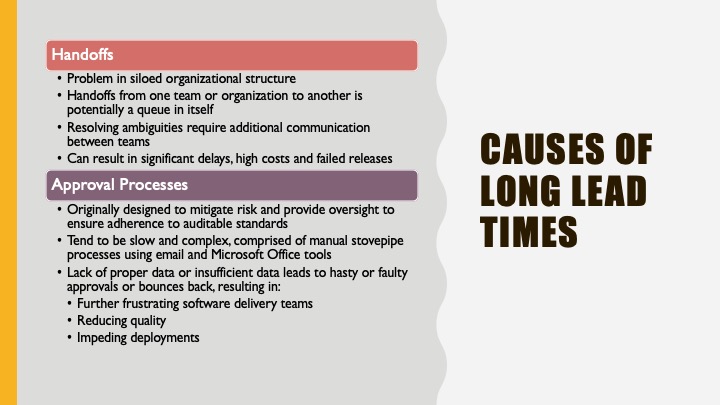 Handoffs
• Problem in siloed organizational structure
• Handoffs from one team or organization to another is
potentially a queue in itself
• Resolving ambiguities require additional communication
between teams
• Can result in significant delays, high costs and failed releases
Approval Processes
• Originally designed to mitigate risk and provide oversight to
ensure adherence to auditable standards
• Tend to be slow and complex, comprised of manual stovepipe
processes using email and Microsoft Office tools
• Lack of proper data or insufficient data leads to hasty or faulty
approvals or bounces back, resulting in:
• Further frustrating software delivery teams
• Reducing quality
• Impeding deployments
CAUSES OF
LONG LEAD
TIMES